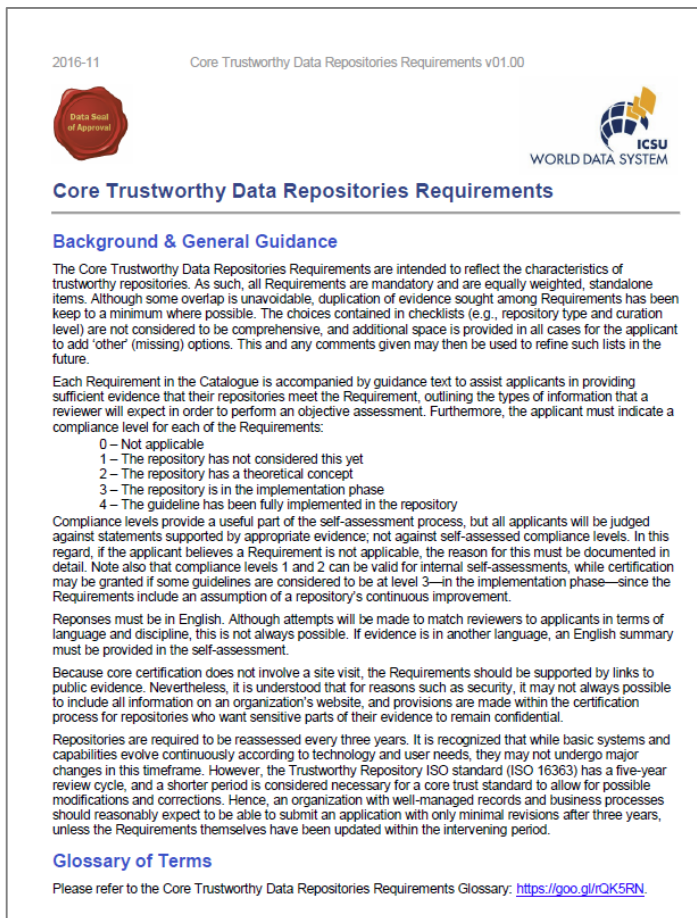 2016-11 Core Trustworthy Data Repositories Requirements v01.00
Data Seal
of Approval
ICSU
WORLD DATA SYSTEM
Core Trustworthy Data Repositories Requirements
Background & General Guidance
The Core Trustworthy Data Repositories Requirements are intended to reflect the characteristics of
trustworthy repositories. As such, all Requirements are mandatory and are equally weighted, standalone
items. Although some overlap is unavoidable, duplication of evidence sought among Requirements has been
keep to a minimum where possible. The choices contained in checklists (e.g., repository type and curation
level) are not considered to be comprehensive, and additional space is provided in all cases for the applicant
to add ‘other’ (missing) options. This and any comments given may then be used to refine such lists in the
future.
Each Requirement in the Catalogue is accompanied by guidance text to assist applicants in providing
sufficient evidence that their repositories meet the Requirement, outlining the types of information that a
reviewer will expect in order to perform an objective assessment. Furthermore, the applicant must indicate a
compliance level for each of the Requirements:
0 – Not applicable
1 – The repository has not considered this yet
2 – The repository has a theoretical concept
3 – The repository is in the implementation phase
4 – The guideline has been fully implemented in the repository
Compliance levels provide a useful part of the self-assessment process, but all applicants will be judged
against statements supported by appropriate evidence; not against self-assessed compliance levels. In this
regard, if the applicant believes a Requirement is not applicable, the reason for this must be documented in
detail. Note also that compliance levels 1 and 2 can be valid for internal self-assessments, while certification
may be granted if some guidelines are considered to be at level 3—in the implementation phase—since the
Requirements include an assumption of a repository’s continuous improvement.
Reponses must be in English. Although attempts will be made to match reviewers to applicants in terms of
language and discipline, this is not always possible. If evidence is in another language, an English summary
must be provided in the self-assessment.
Because core certification does not involve a site visit, the Requirements should be supported by links to
public evidence. Nevertheless, it is understood that for reasons such as security, it may not always possible
to include all information on an organization’s website, and provisions are made within the certification
process for repositories who want sensitive parts of their evidence to remain confidential.
Repositories are required to be reassessed every three years. It is recognized that while basic systems and
capabilities evolve continuously according to technology and user needs, they may not undergo major
changes in this timeframe. However, the Trustworthy Repository ISO standard (ISO 16363) has a five-year
review cycle, and a shorter period is considered necessary for a core trust standard to allow for possible
modifications and corrections. Hence, an organization with well-managed records and business processes
should reasonably expect to be able to submit an application with only minimal revisions after three years,
unless the Requirements themselves have been updated within the intervening period.
Glossary of Terms
Please refer to the Core Trustworthy Data Repositories Requirements Glossary: https://goo.gl/rQK5RN.